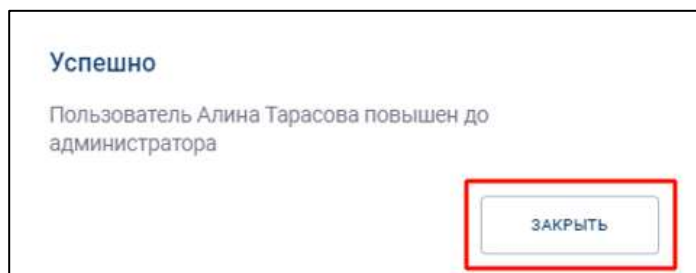 Успешно
Пользователь Алина Тарасова повышен до
администратора
ЗАКРЫТЬ